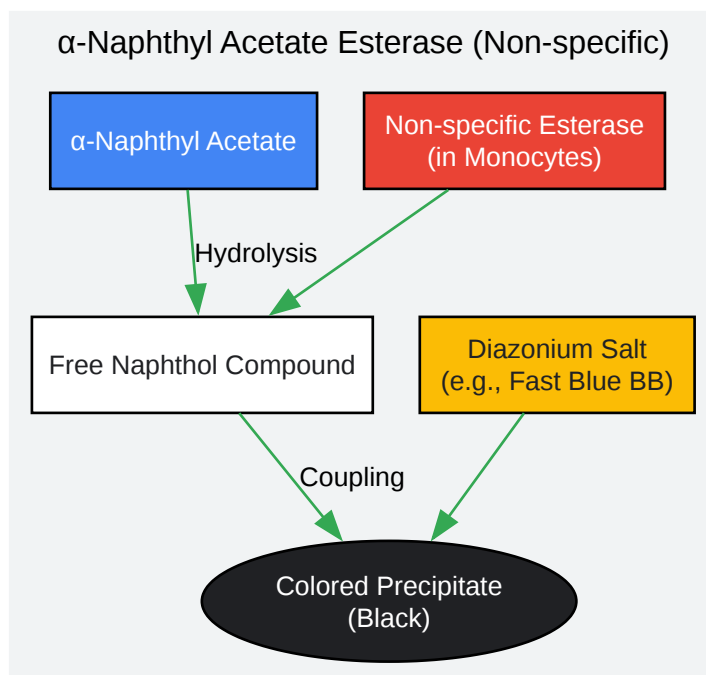 α-Naphthyl Acetate Esterase (Non-specific)
α-Naphthyl Acetate
Non-specific Esterase
(in Monocytes)
Hydrolysis
Free Naphthol Compound
Diazonium Salt
(e.g., Fast Blue BB)
Coupling
Colored Precipitate
(Black)